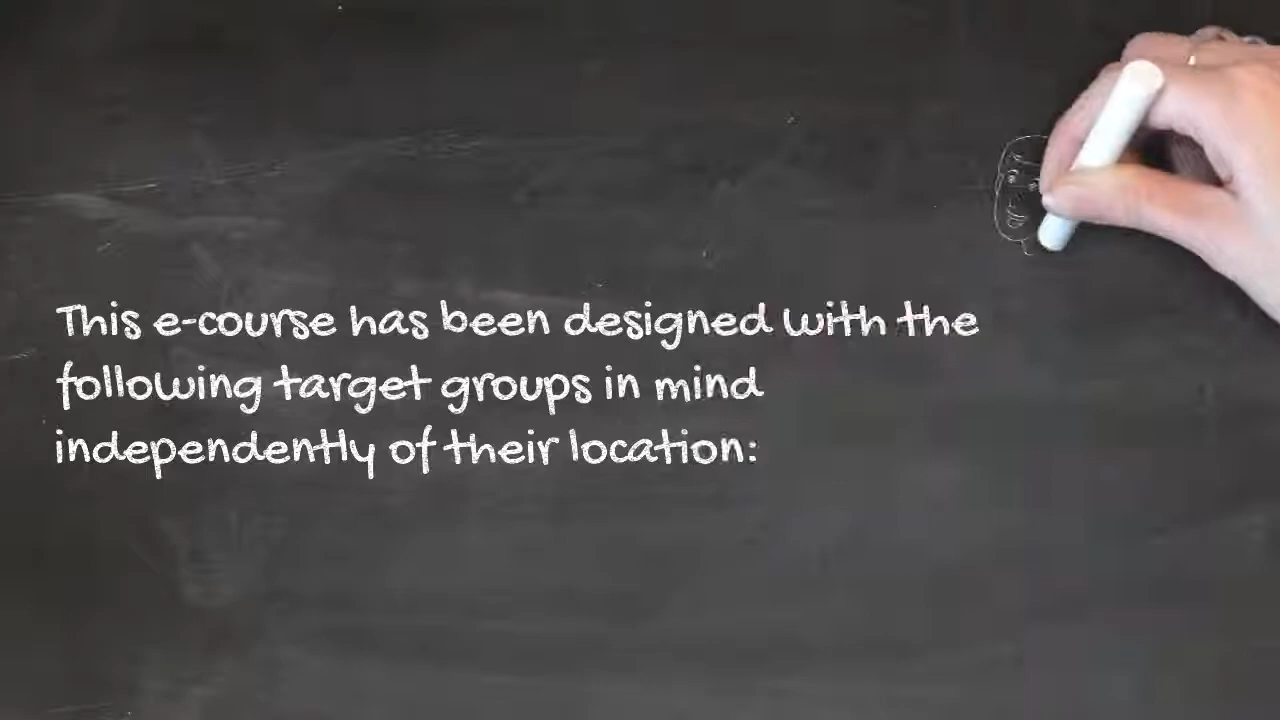 This e-course has been designed with the
following target groups in mind
independently of their location: